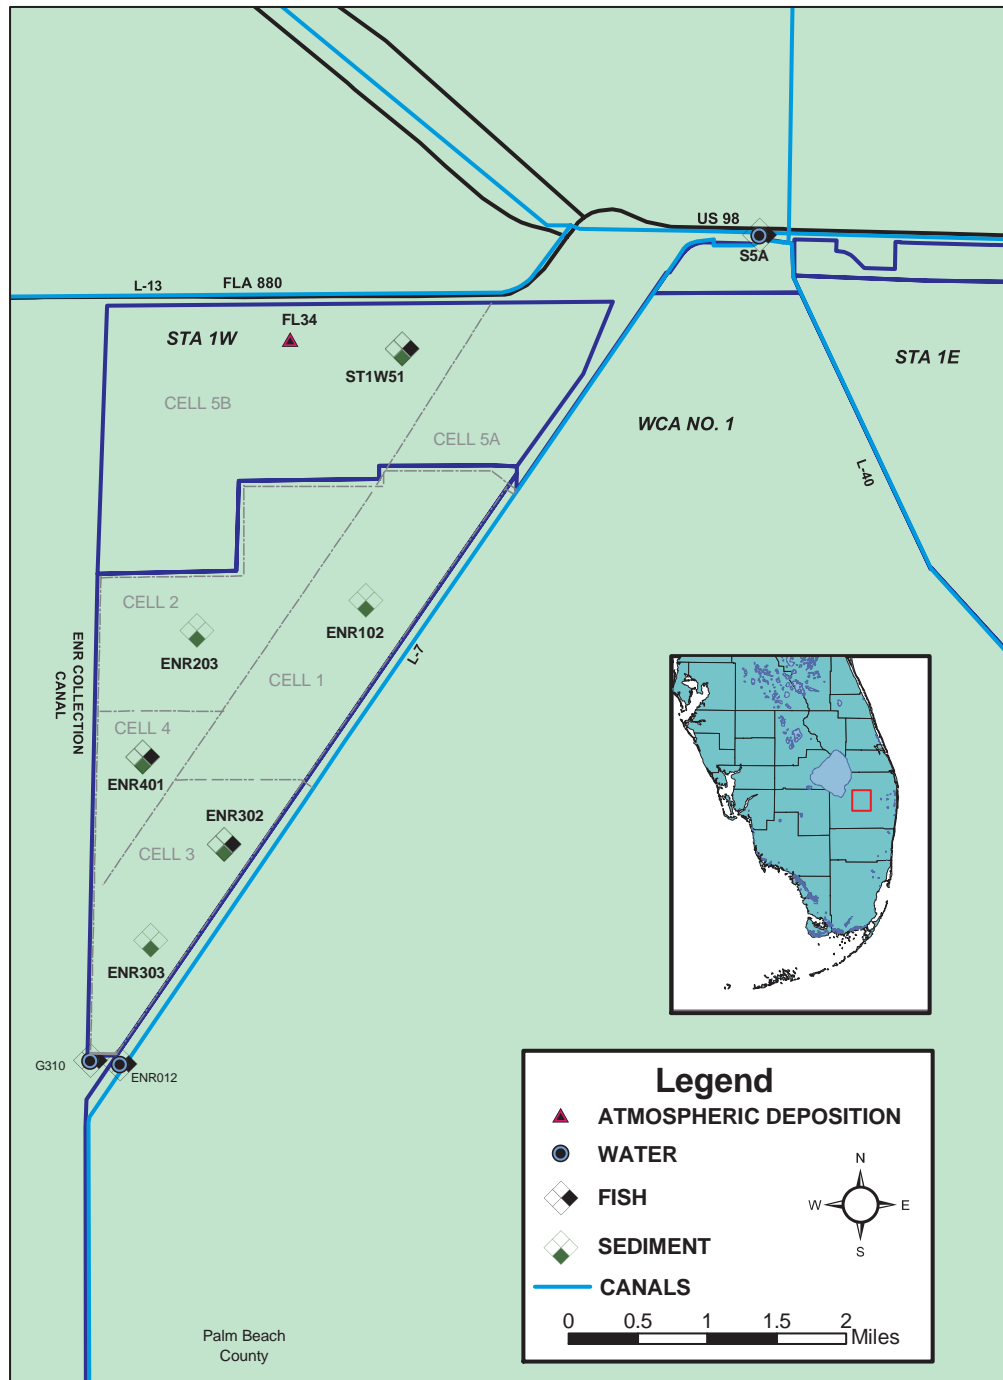 US 98
S5A
L-13
FLA 880
FL34
STA 1W
ST1W51
STA 1E
CELL 5B
WCA NO. 1
CELL 5A
L-40
CELL 2
ENR102
ENR203
L-7
ENR COLLECTION
CANAL
CELL 1
CELL 4
ENR401
ENR302
CELL 3
ENR303
G310
ENR012
Legend
ATMOSPHERIC DEPOSITION
WATER
FISH
SEDIMENT
CANALS
N
W
E
S
0 0.5 1 1.5 2
Miles
Palm Beach
County